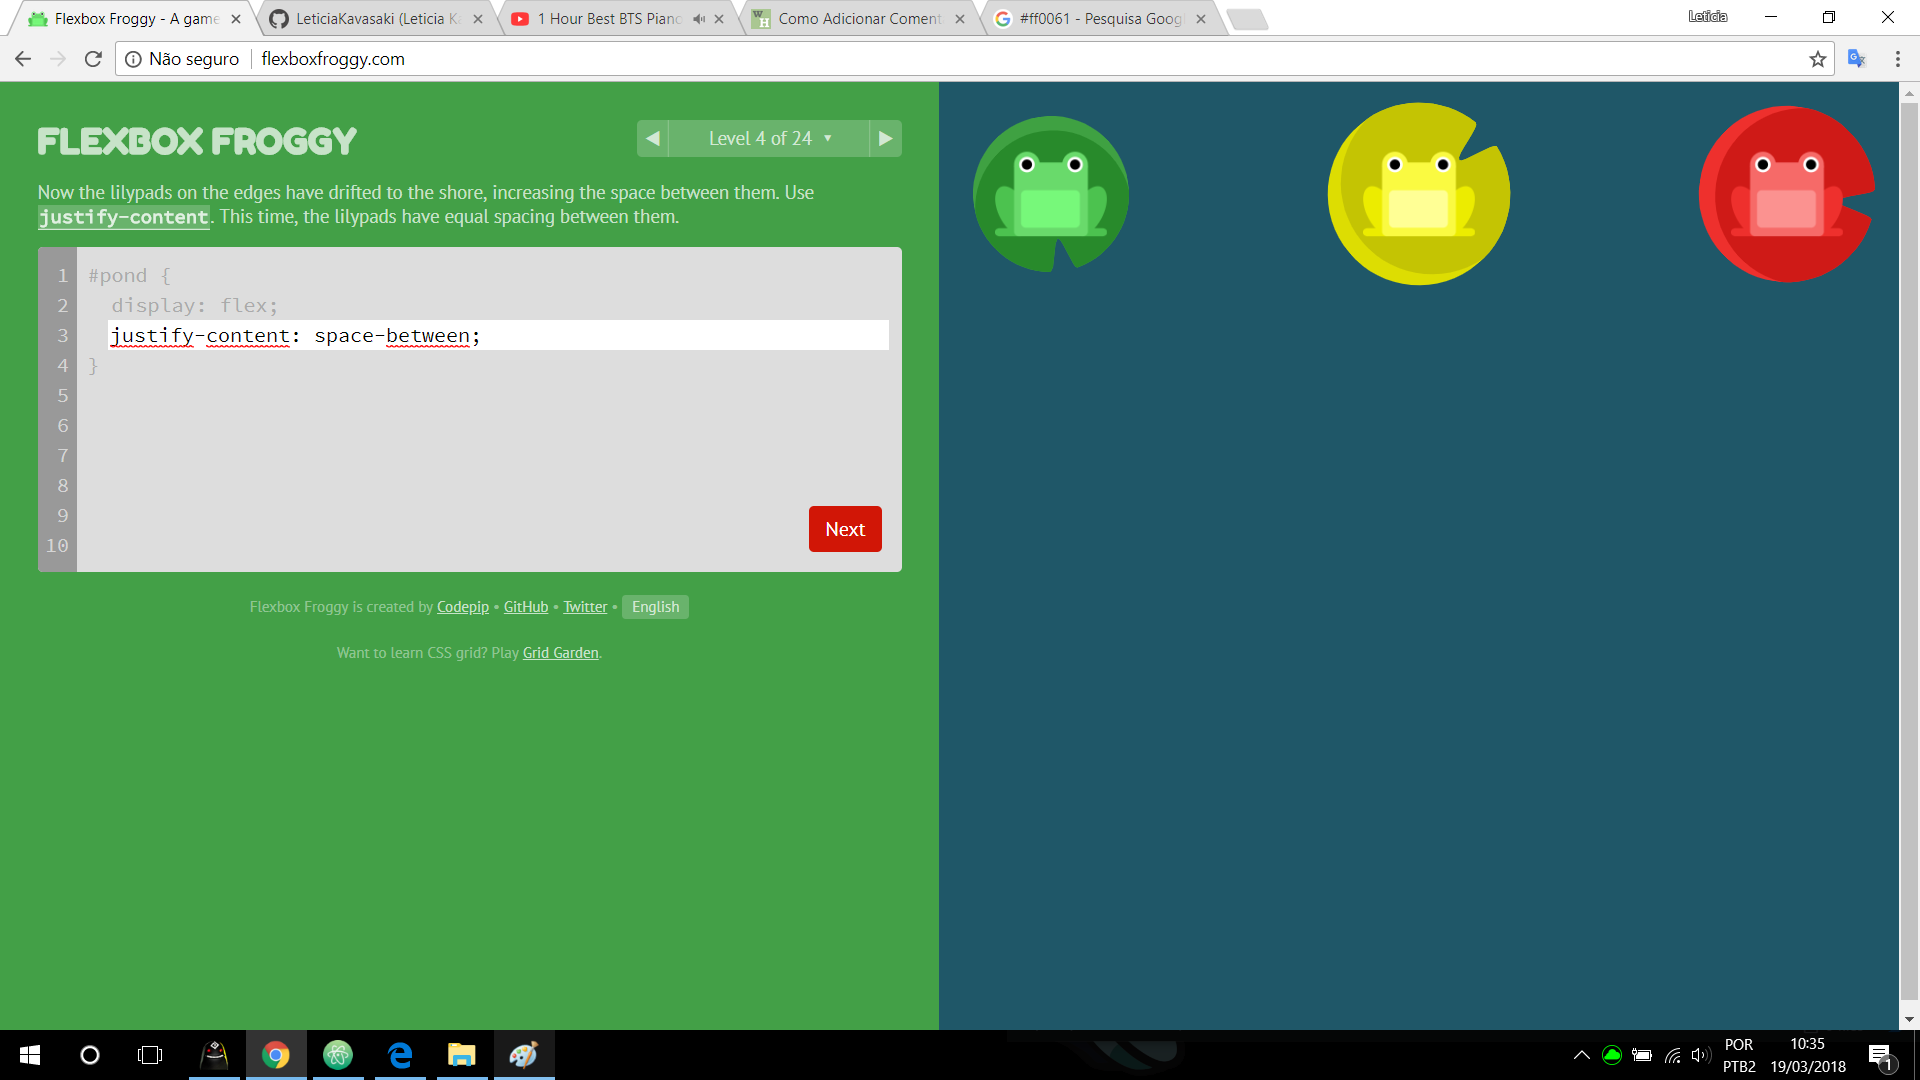 Flexbox Froggy - A game
LeticiaKavasaki (Leticia K
1 Hour Best BTS Piano
Como Adicionar Coment
#ff0061 - Pesquisa Goog
Leticia
Não seguro
flexboxfroggy.com
FLEXBOX FROGGY
Level 4 of 24
Now the lilypads on the edges have drifted to the shore, increasing the space between them. Use
justify-content. This time, the lilypads have equal spacing between them.
1 #pond {
2 display: flex;
3 justify-content: space-between;
4 }
5
6
7
8
9
10
Next
Flexbox Froggy is created by Codepip • GitHub • Twitter • English
Want to learn CSS grid? Play Grid Garden.
POR
PTB2
10:35
19/03/2018
1